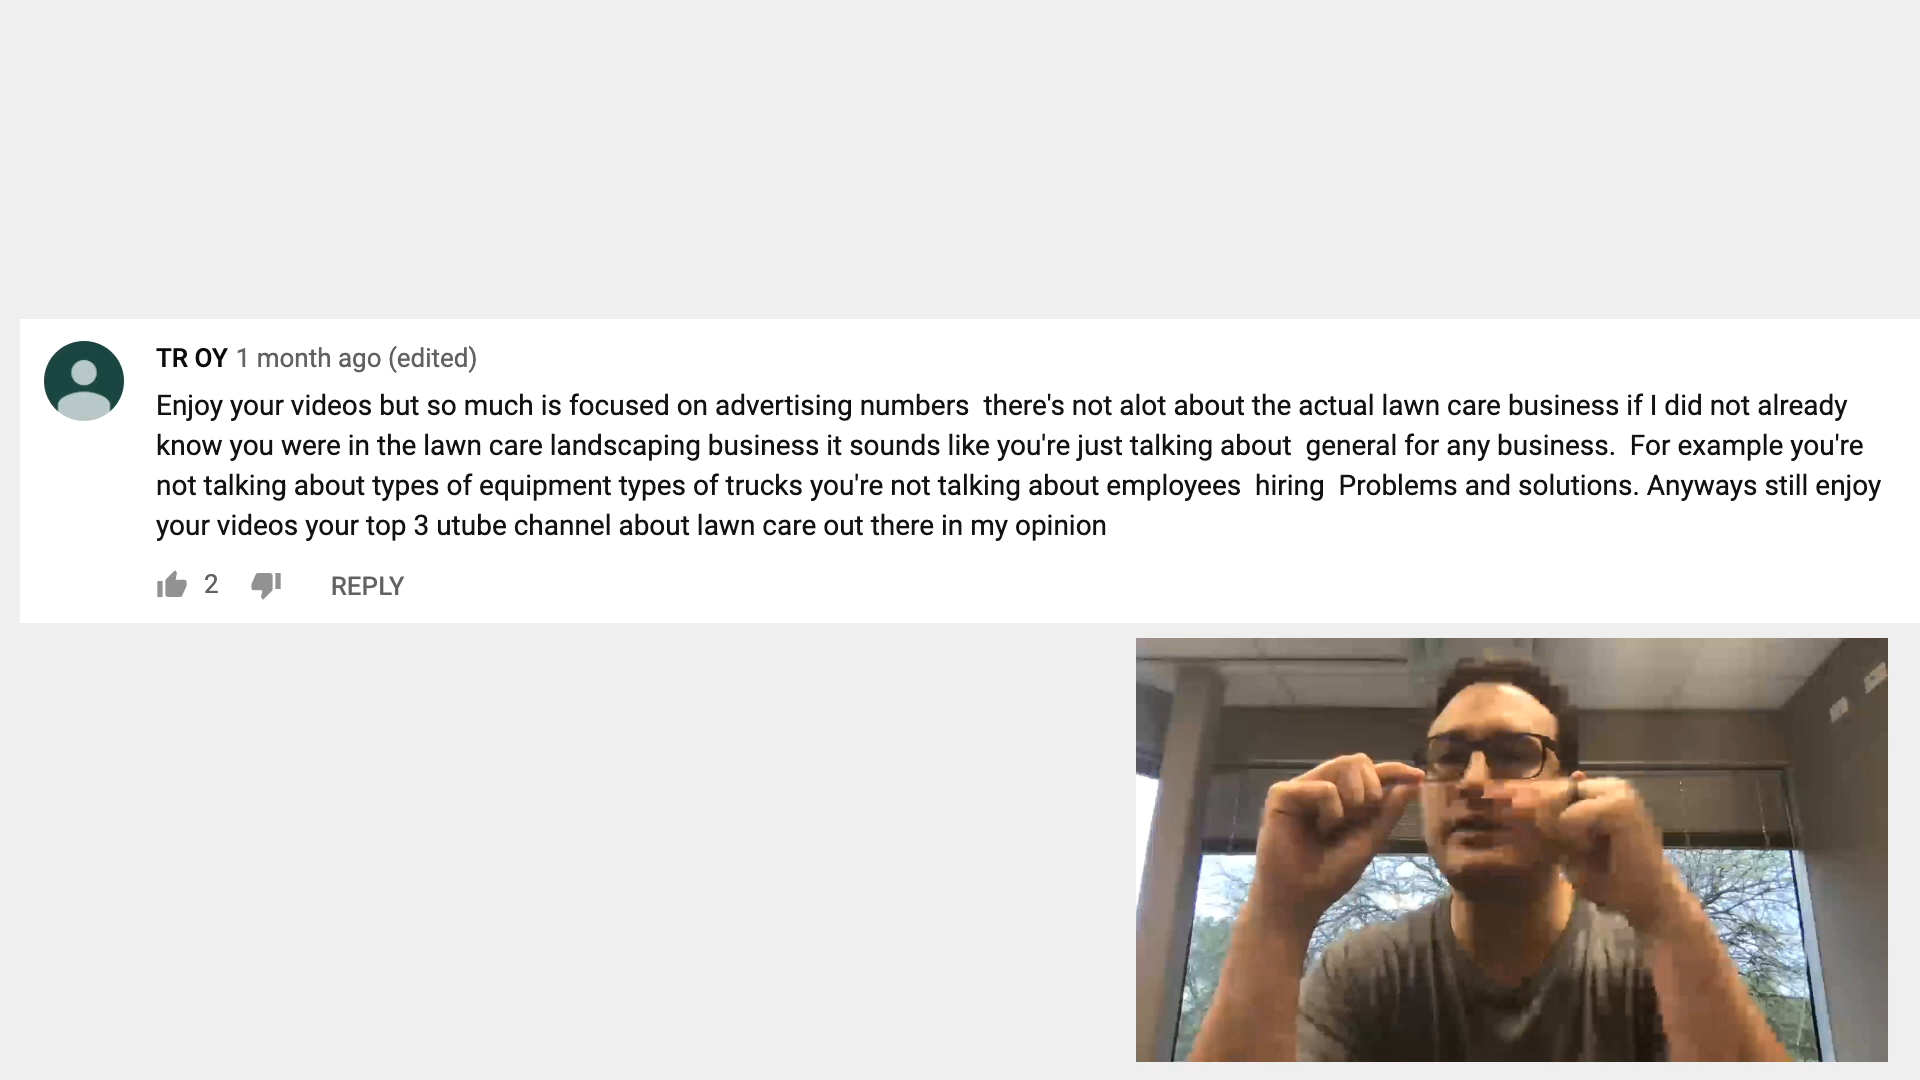 TR OY 1 month ago (edited)
Enjoy your videos but so much is focused on advertising numbers  there's not alot about the actual lawn care business if I did not already
know you were in the lawn care landscaping business it sounds like you're just talking about  general for any business.  For example you're
not talking about types of equipment types of trucks you're not talking about employees  hiring  Problems and solutions. Anyways still enjoy
your videos your top 3 utube channel about lawn care out there in my opinion
2 REPLY